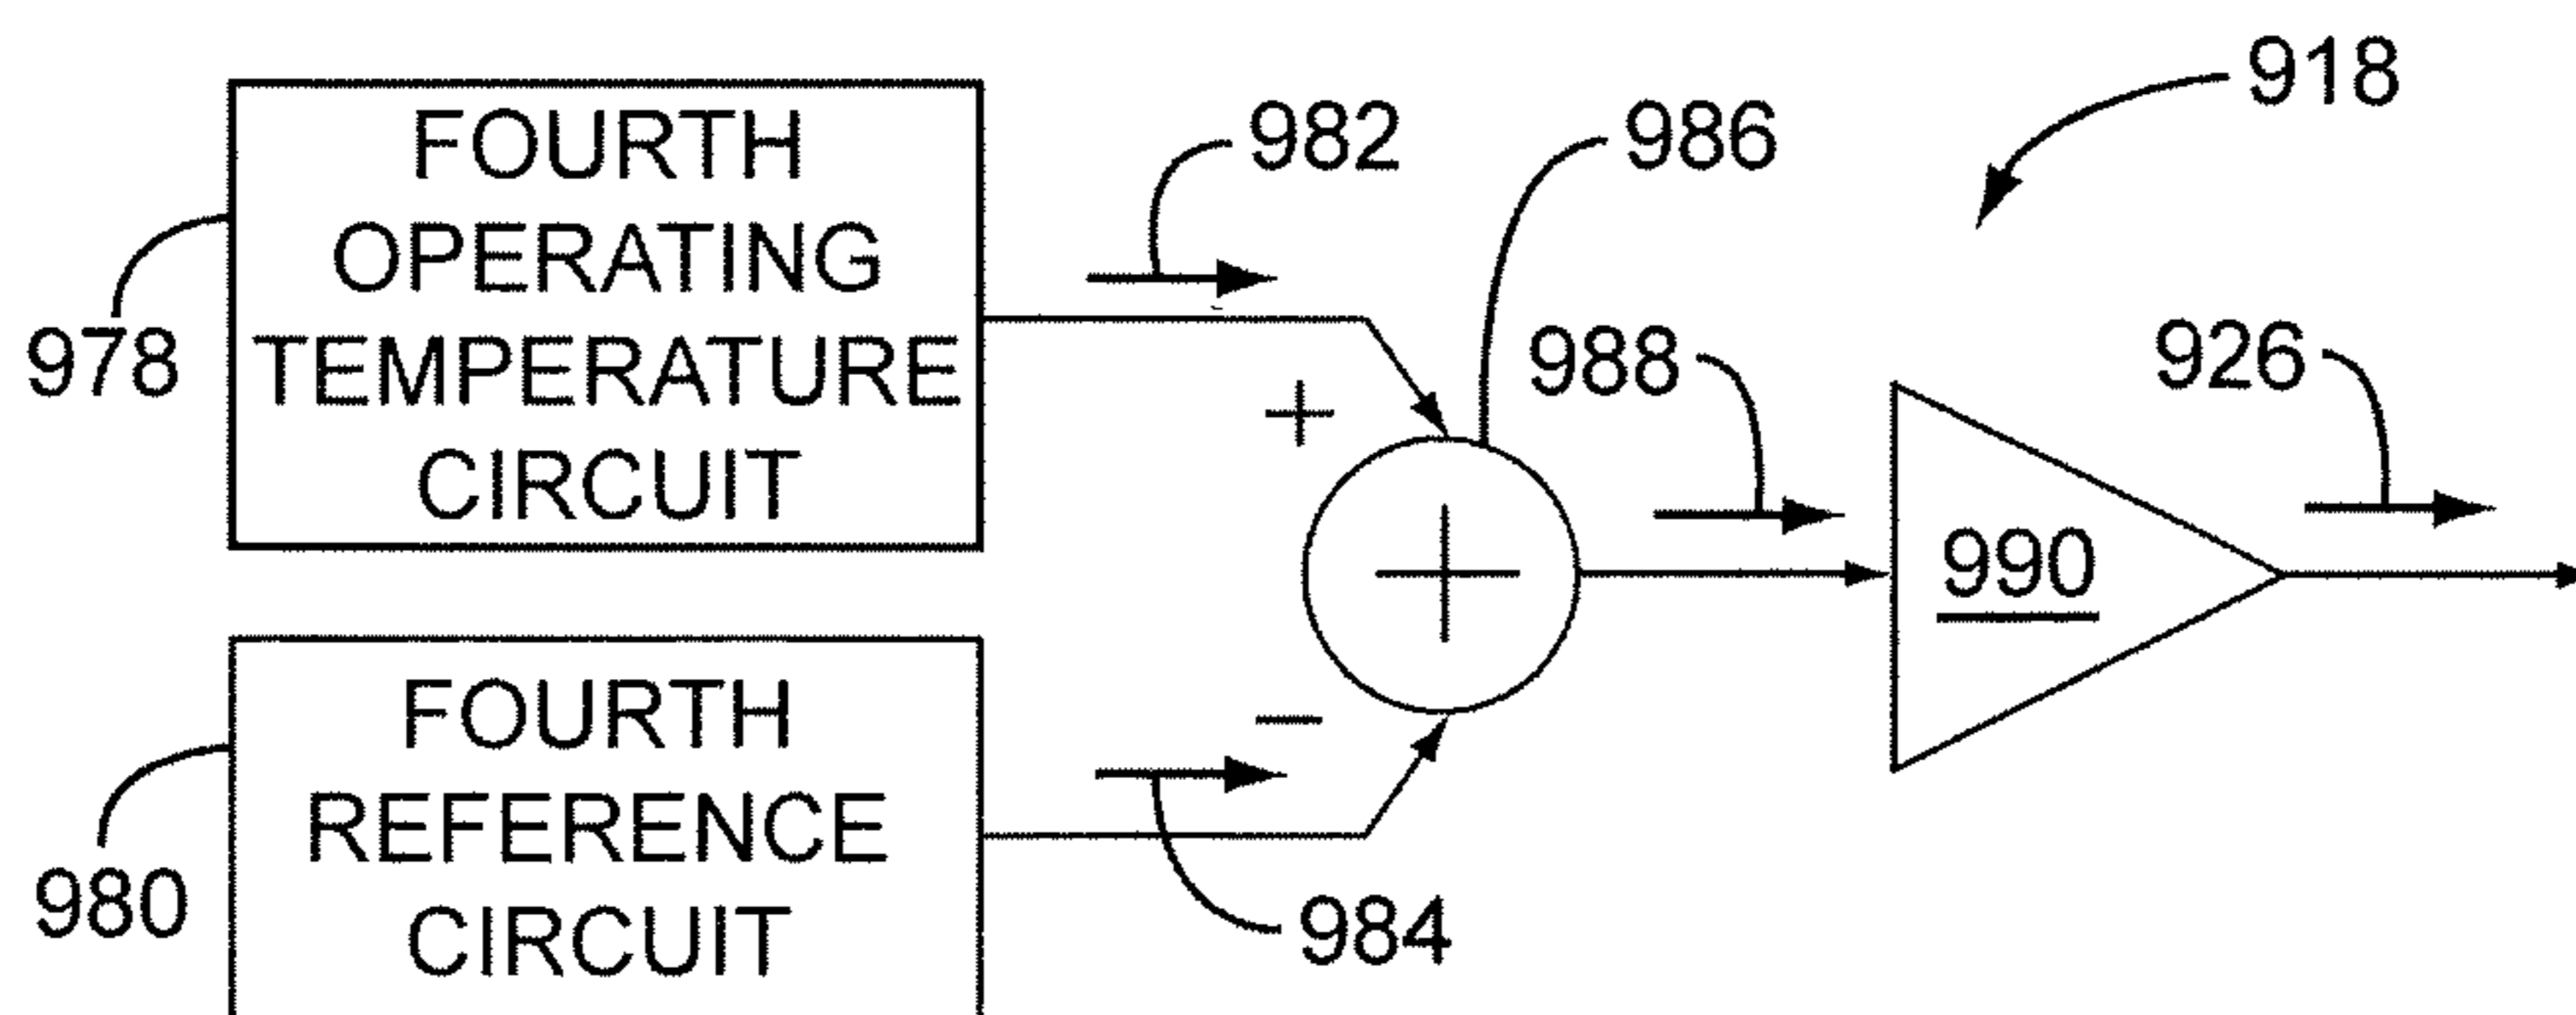 918
982
986
FOURTH
OPERATING
TEMPERATURE
CIRCUIT
978
+
988
926
+
990
FOURTH
REFERENCE
CIRCUIT
980
−
984